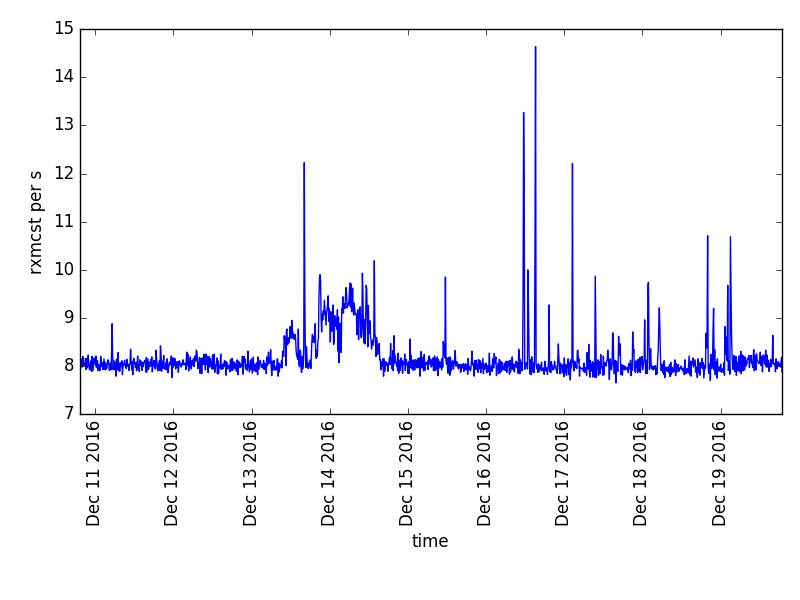 15
14
13
12
11
10
9
8
7
rxmcst per s
Dec 11 2016
Dec 12 2016
Dec 13 2016
Dec 14 2016
Dec 15 2016
Dec 16 2016
Dec 17 2016
Dec 18 2016
Dec 19 2016
time